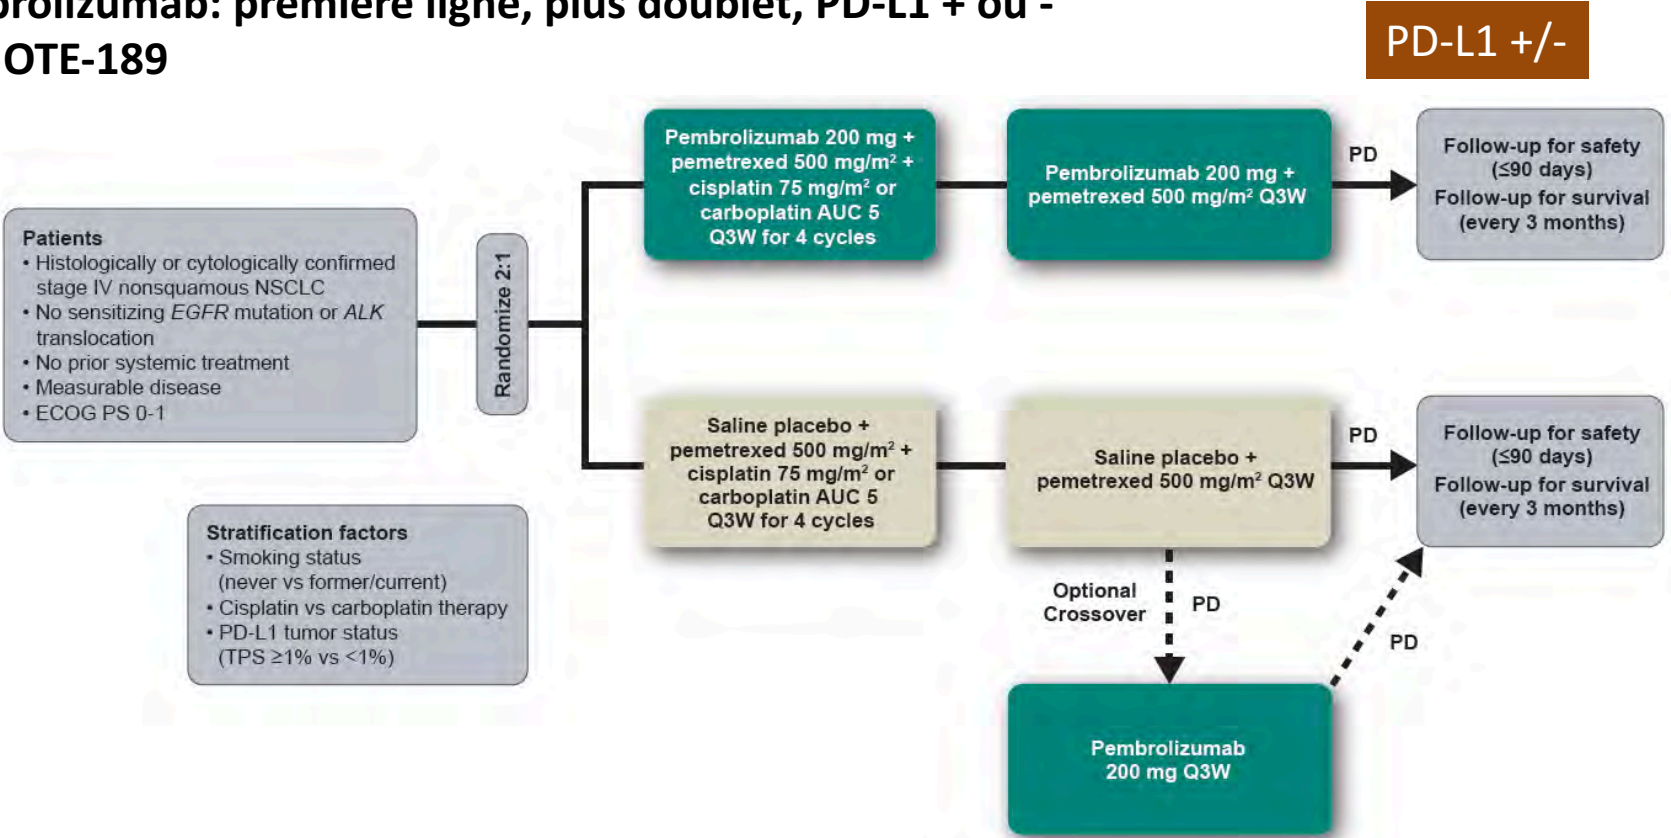 brolizumab: première ligne, plus doublet, PD-L1 + ou -
OTE-189
PD-L1 +/-
Patients
• Histologically or cytologically confirmed
stage IV nonsquamous NSCLC
• No sensitizing EGFR mutation or ALK
translocation
• No prior systemic treatment
• Measurable disease
• ECOG PS 0-1
Randomize 2:1
Pembrolizumab 200 mg +
pemetrexed 500 mg/m² +
cisplatin 75 mg/m² or
carboplatin AUC 5
Q3W for 4 cycles
Pembrolizumab 200 mg +
pemetrexed 500 mg/m² Q3W
PD
Follow-up for safety
(≤90 days)
Follow-up for survival
(every 3 months)
Saline placebo +
pemetrexed 500 mg/m² +
cisplatin 75 mg/m² or
carboplatin AUC 5
Q3W for 4 cycles
Saline placebo +
pemetrexed 500 mg/m² Q3W
PD
Follow-up for safety
(≤90 days)
Follow-up for survival
(every 3 months)
Stratification factors
• Smoking status
(never vs former/current)
• Cisplatin vs carboplatin therapy
• PD-L1 tumor status
(TPS ≥1% vs <1%)
Optional
Crossover
PD
PD
Pembrolizumab
200 mg Q3W